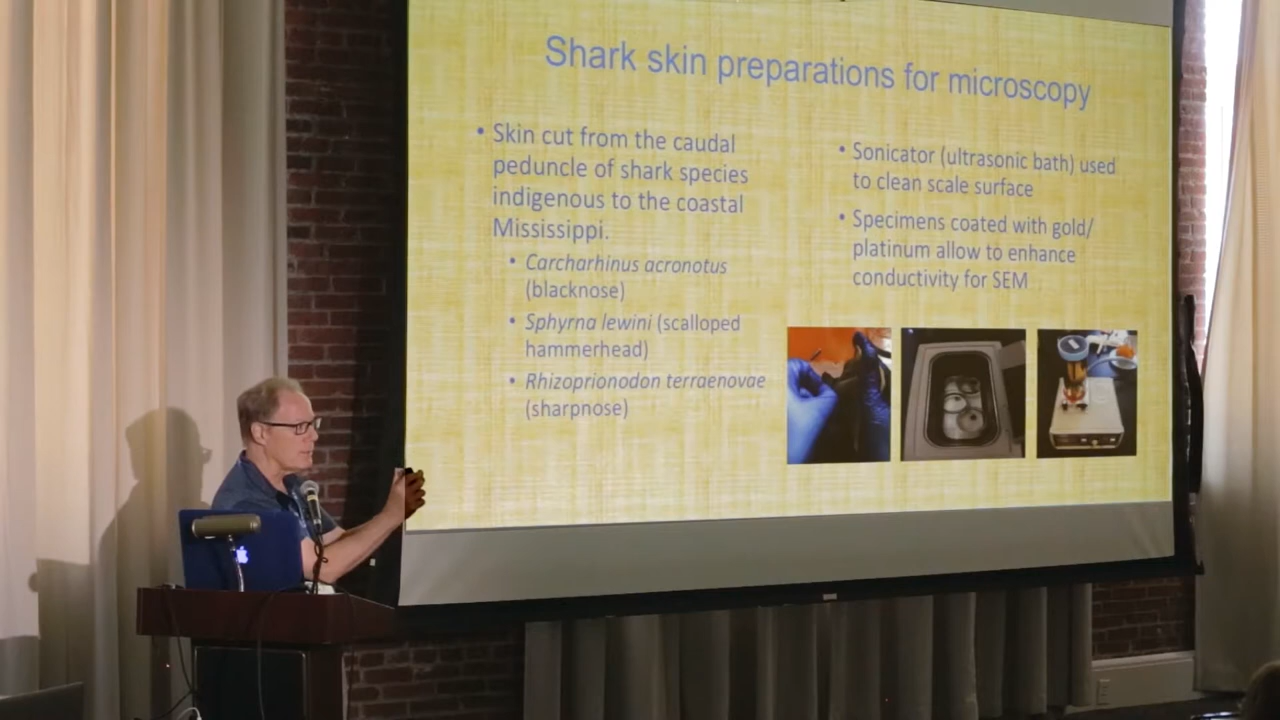 Shark skin preparations for microscopy
• Skin cut from the caudal
peduncle of shark species
indigenous to the coastal
Mississippi.
• Carcharhinus acronotus
(blacknose)
• Sphyrna lewini (scalloped
hammerhead)
• Rhizoprionodon terraenovae
(sharpnose)
• Sonicator (ultrasonic bath) used
to clean scale surface
• Specimens coated with gold/
platinum allow to enhance
conductivity for SEM